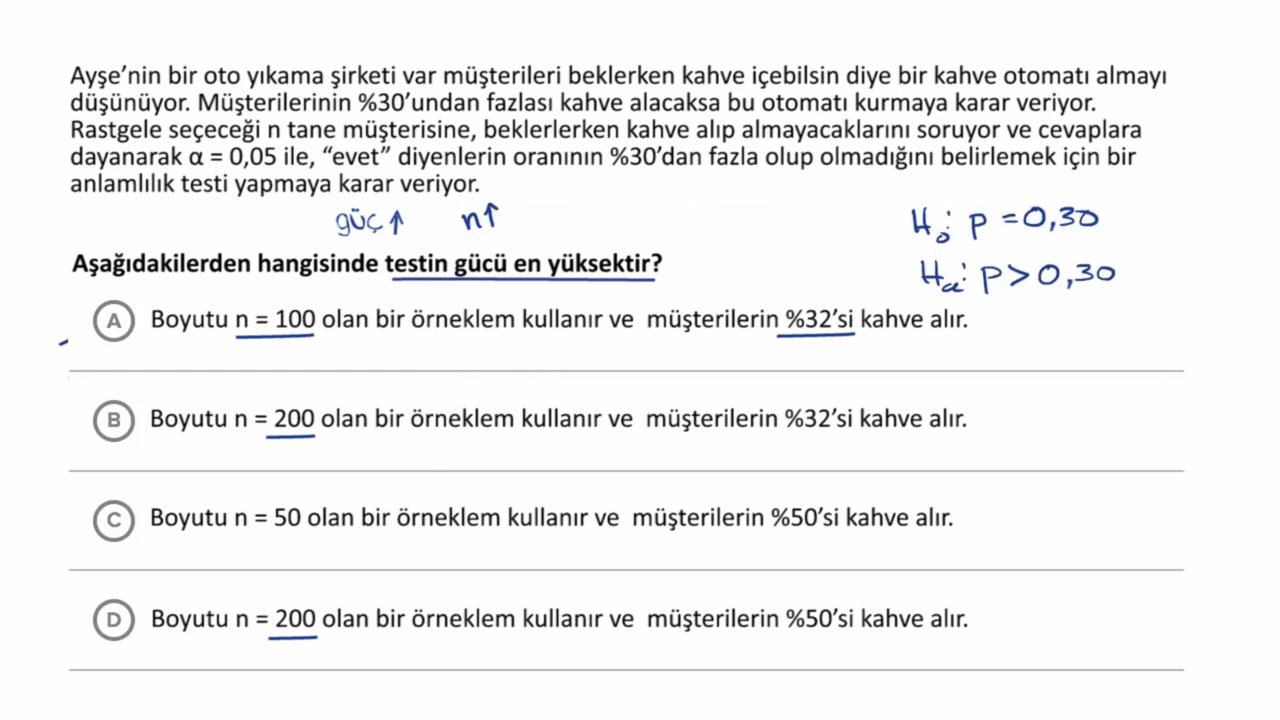 Ayşe’nin bir oto yıkama şirketi var müşterileri beklerken kahve içebilsin diye bir kahve otomatı almayı
düşünüyor. Müşterilerinin %30’undan fazlası kahve alacaksa bu otomatı kurmaya karar veriyor.
Rastgele seçeceği n tane müşterisine, beklerlerken kahve alıp almayacaklarını soruyor ve cevaplara
dayanarak α = 0,05 ile, “evet” diyenlerin oranının %30’dan fazla olup olmadığını belirlemek için bir
anlamlılık testi yapmaya karar veriyor.
güç↑ n↑
H₀: p = 0,30
Aşağıdakilerden hangisinde testin gücü en yüksektir?
Hₐ: p > 0,30
A Boyutu n = 100 olan bir örneklem kullanır ve müşterilerin %32’si kahve alır.
B Boyutu n = 200 olan bir örneklem kullanır ve müşterilerin %32’si kahve alır.
C Boyutu n = 50 olan bir örneklem kullanır ve müşterilerin %50’si kahve alır.
D Boyutu n = 200 olan bir örneklem kullanır ve müşterilerin %50’si kahve alır.